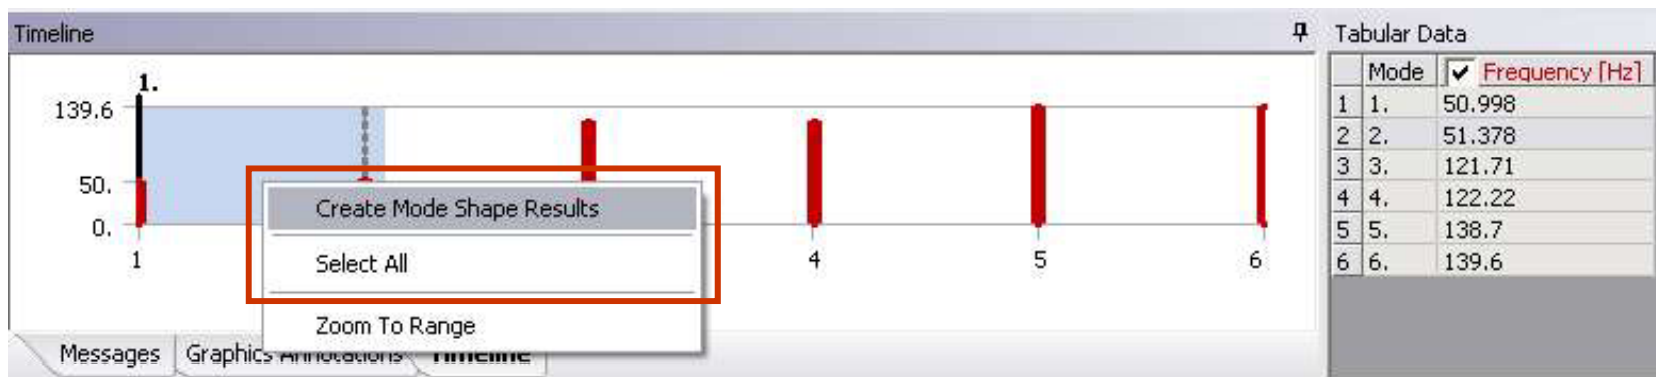 Timeline
1.
139.6
50.
0.
1
4
5
6
Create Mode Shape Results
Select All
Zoom To Range
Messages
Graphics Annotations
Timeline
Tabular Data
Mode Frequency [Hz]
1 1. 50.998
2 2. 51.378
3 3. 121.71
4 4. 122.22
5 5. 138.7
6 6. 139.6